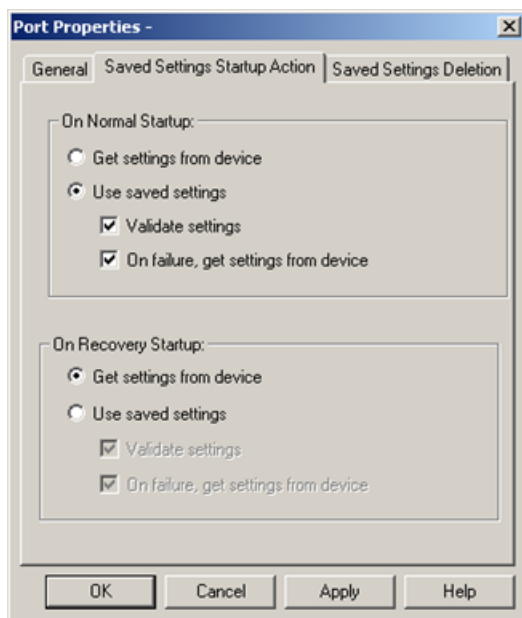 Port Properties -
General Saved Settings Startup Action Saved Settings Deletion
On Normal Startup:
Get settings from device
Use saved settings
Validate settings
On failure, get settings from device
On Recovery Startup:
Get settings from device
Use saved settings
Validate settings
On failure, get settings from device
OK Cancel Apply Help